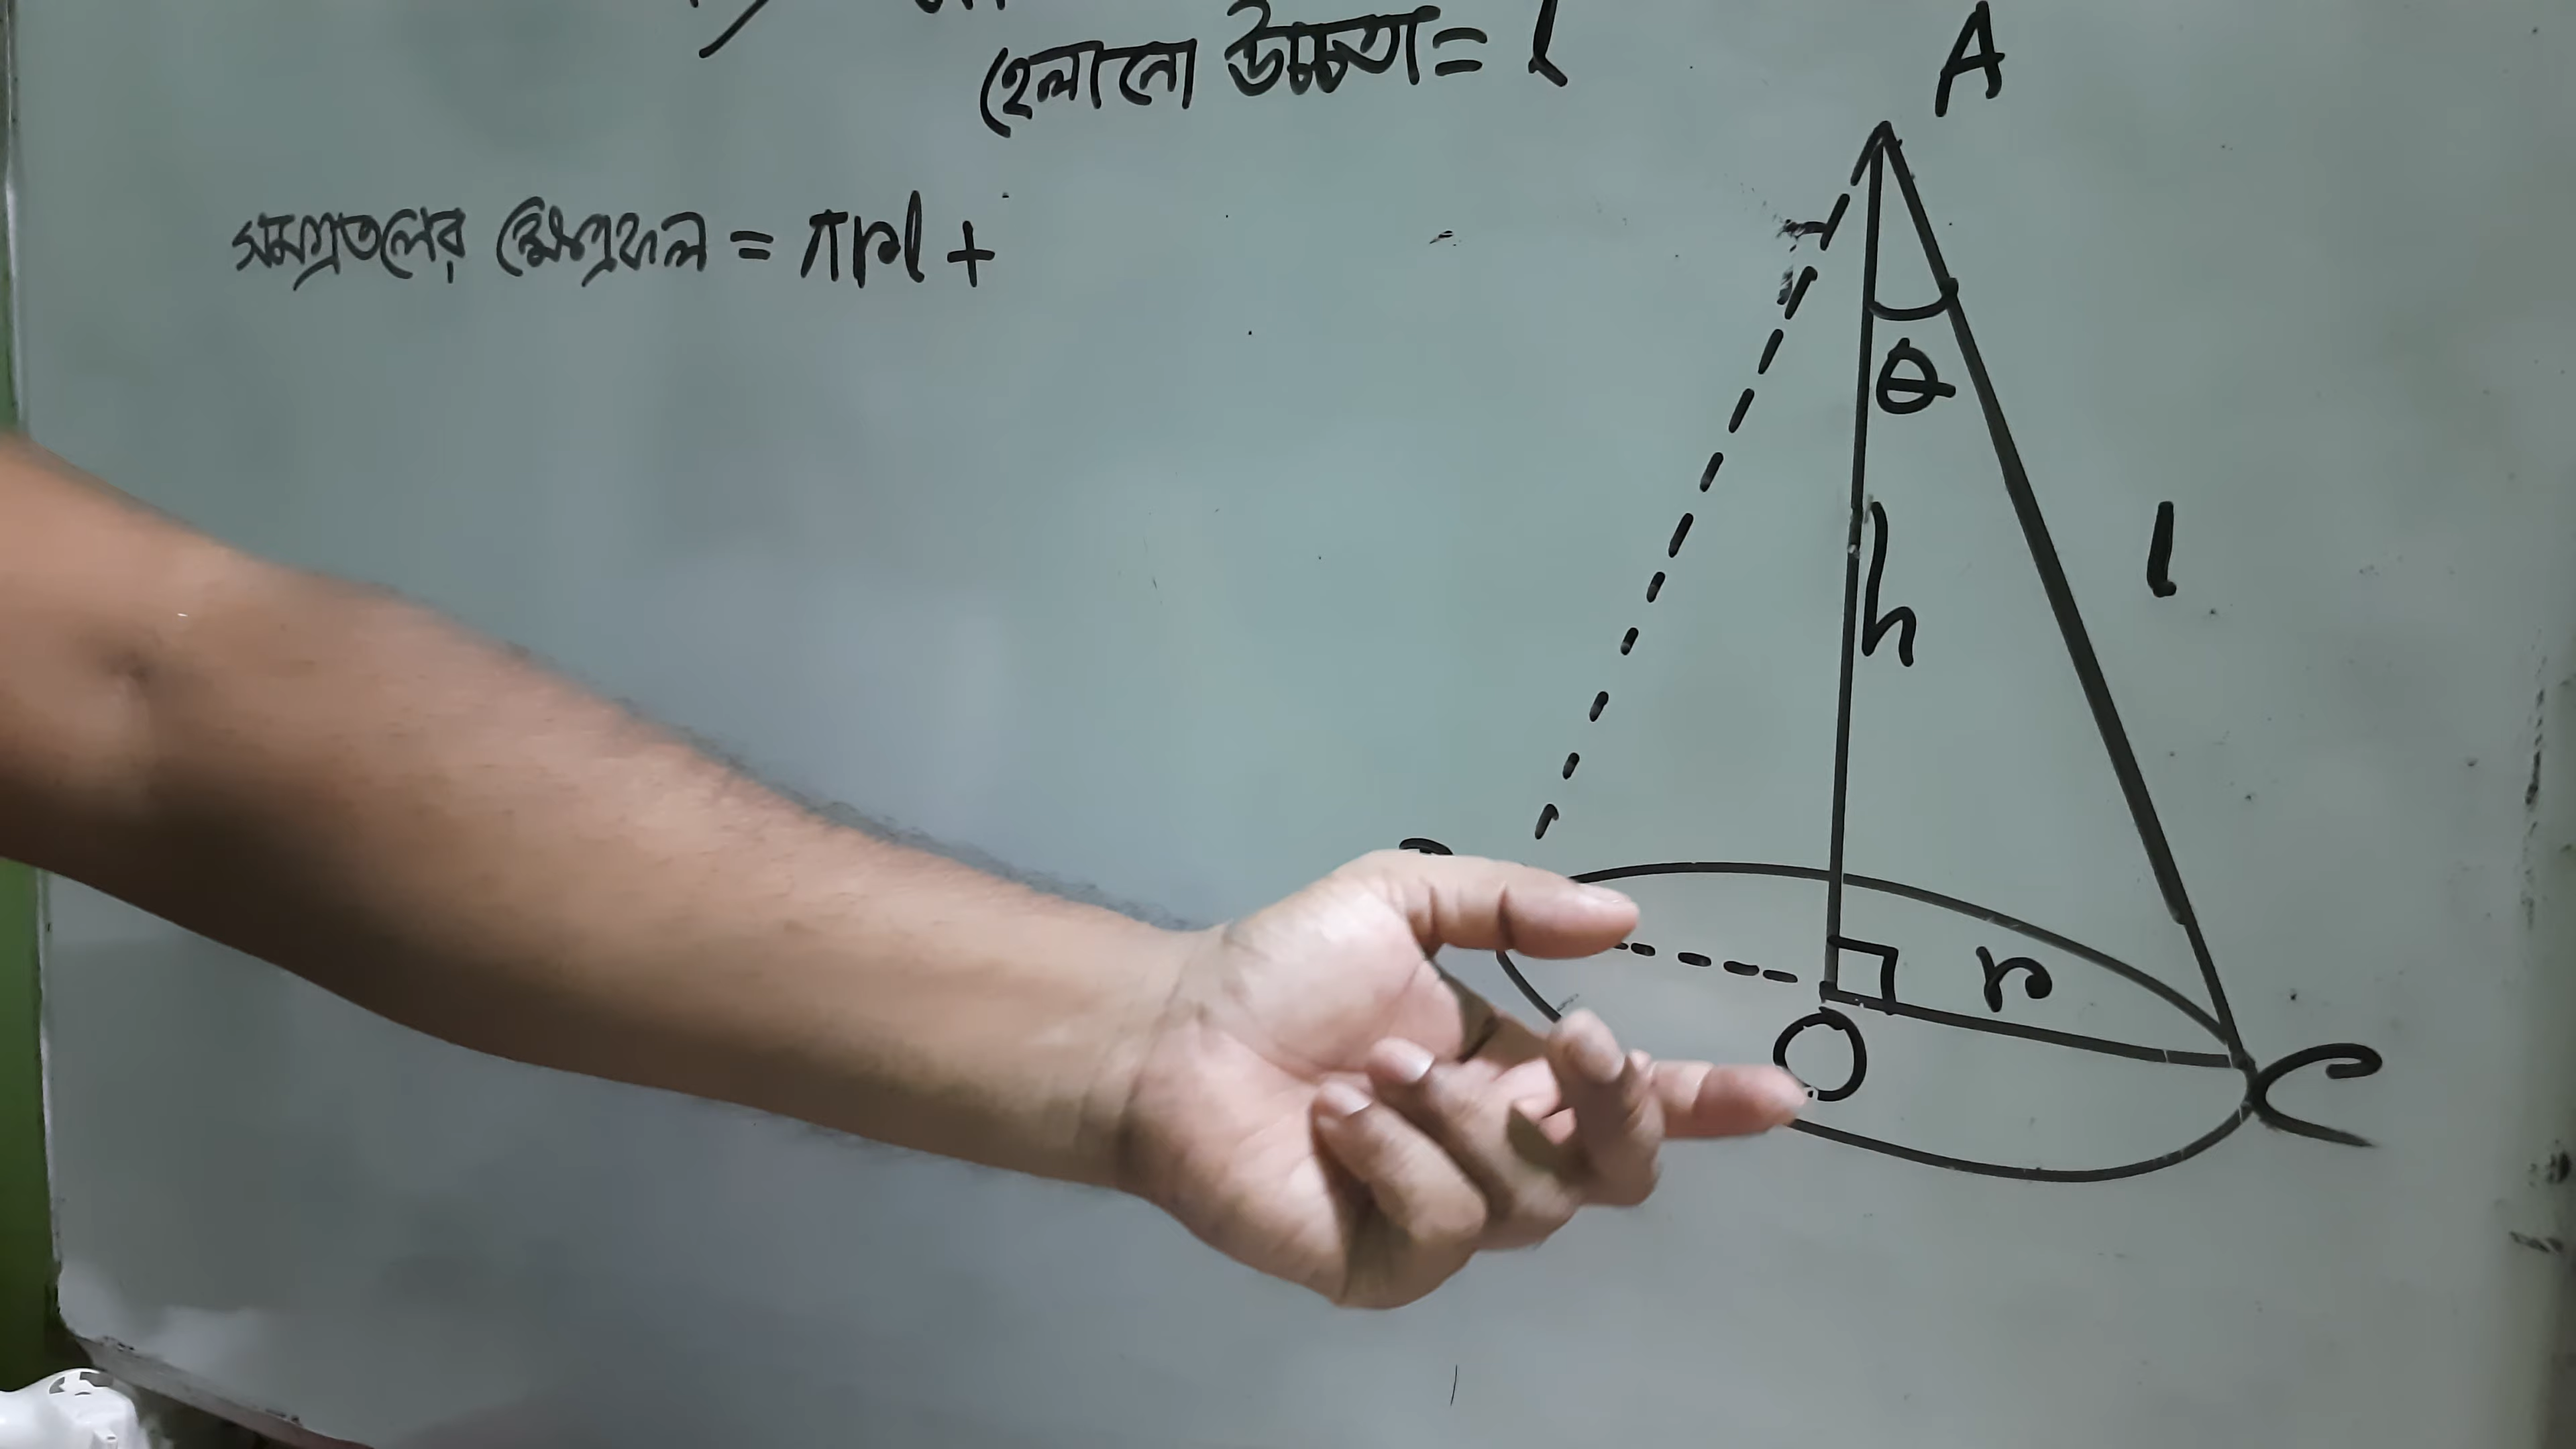 হেলানো উচ্চতা = l
A
সমগ্রতলের ক্ষেত্রফল = πrl +
θ
l
h
r
O
C